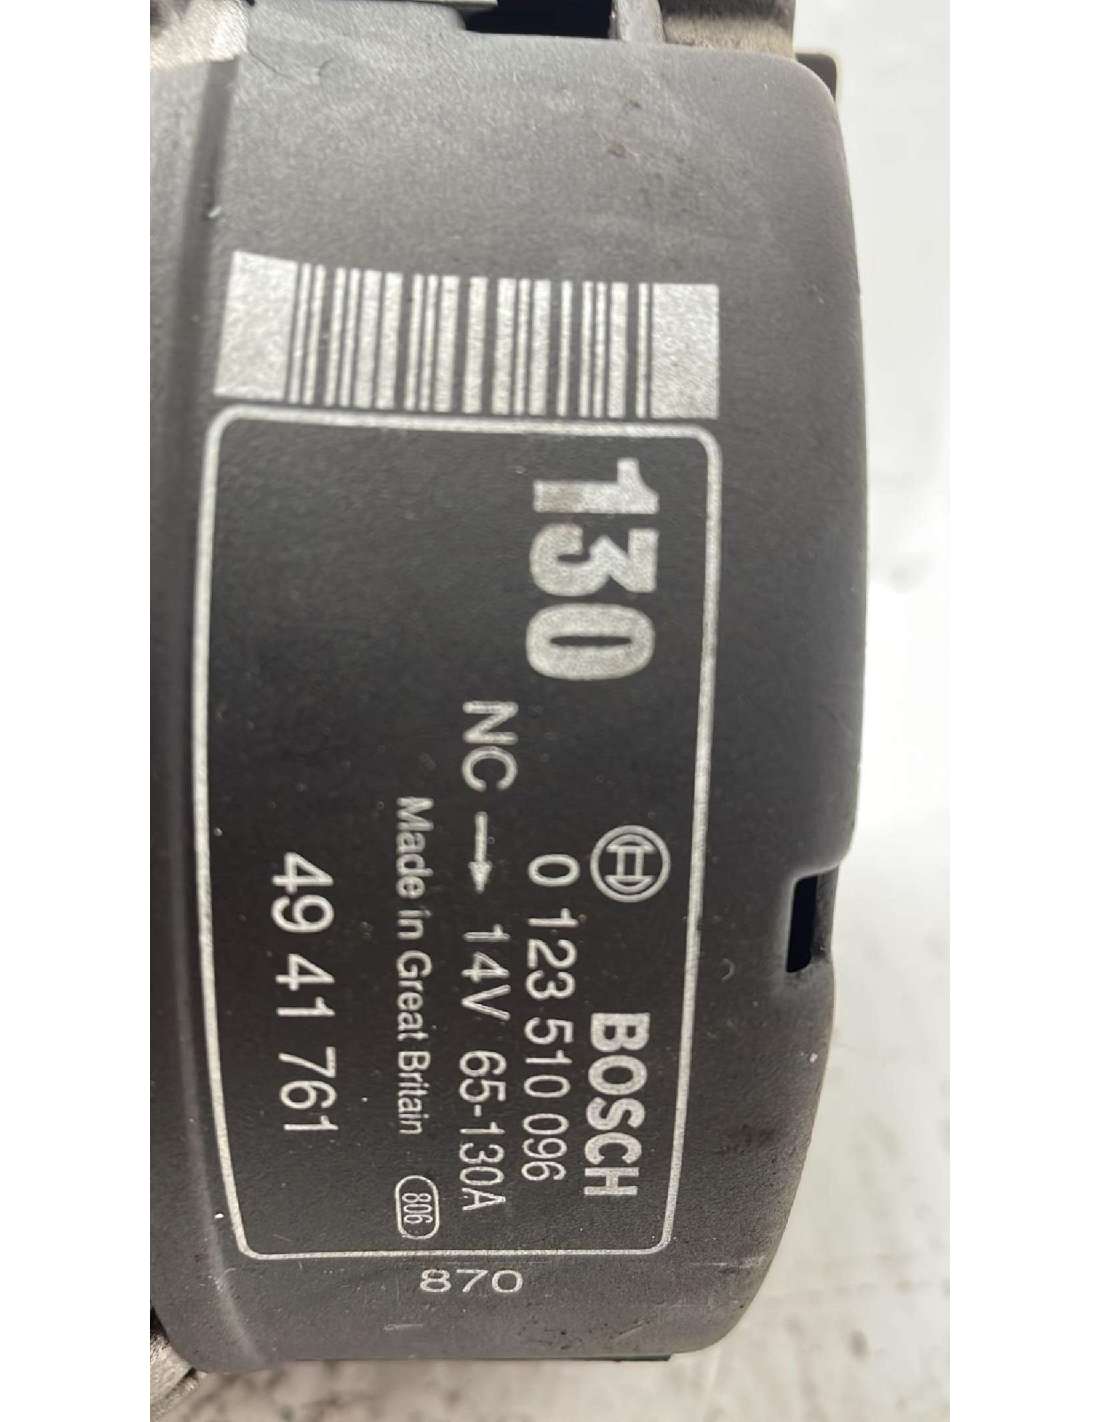 130
BOSCH
0 123 510 096
NC → 14V 65-130A
Made in Great Britain 806
49 41 761
870